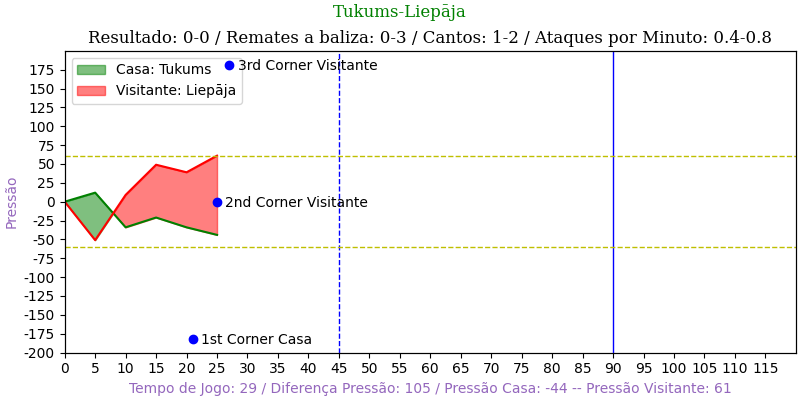 Tukums-Liepāja
Resultado: 0-0 / Remates a baliza: 0-3 / Cantos: 1-2 / Ataques por Minuto: 0.4-0.8
Casa: Tukums
Visitante: Liepāja
3rd Corner Visitante
2nd Corner Visitante
1st Corner Casa
Pressão
175
150
125
100
75
50
25
0
-25
-50
-75
-100
-125
-150
-175
-200
0 5 10 15 20 25 30 35 40 45 50 55 60 65 70 75 80 85 90 95 100 105 110 115
Tempo de Jogo: 29 / Diferença Pressão: 105 / Pressão Casa: -44 -- Pressão Visitante: 61